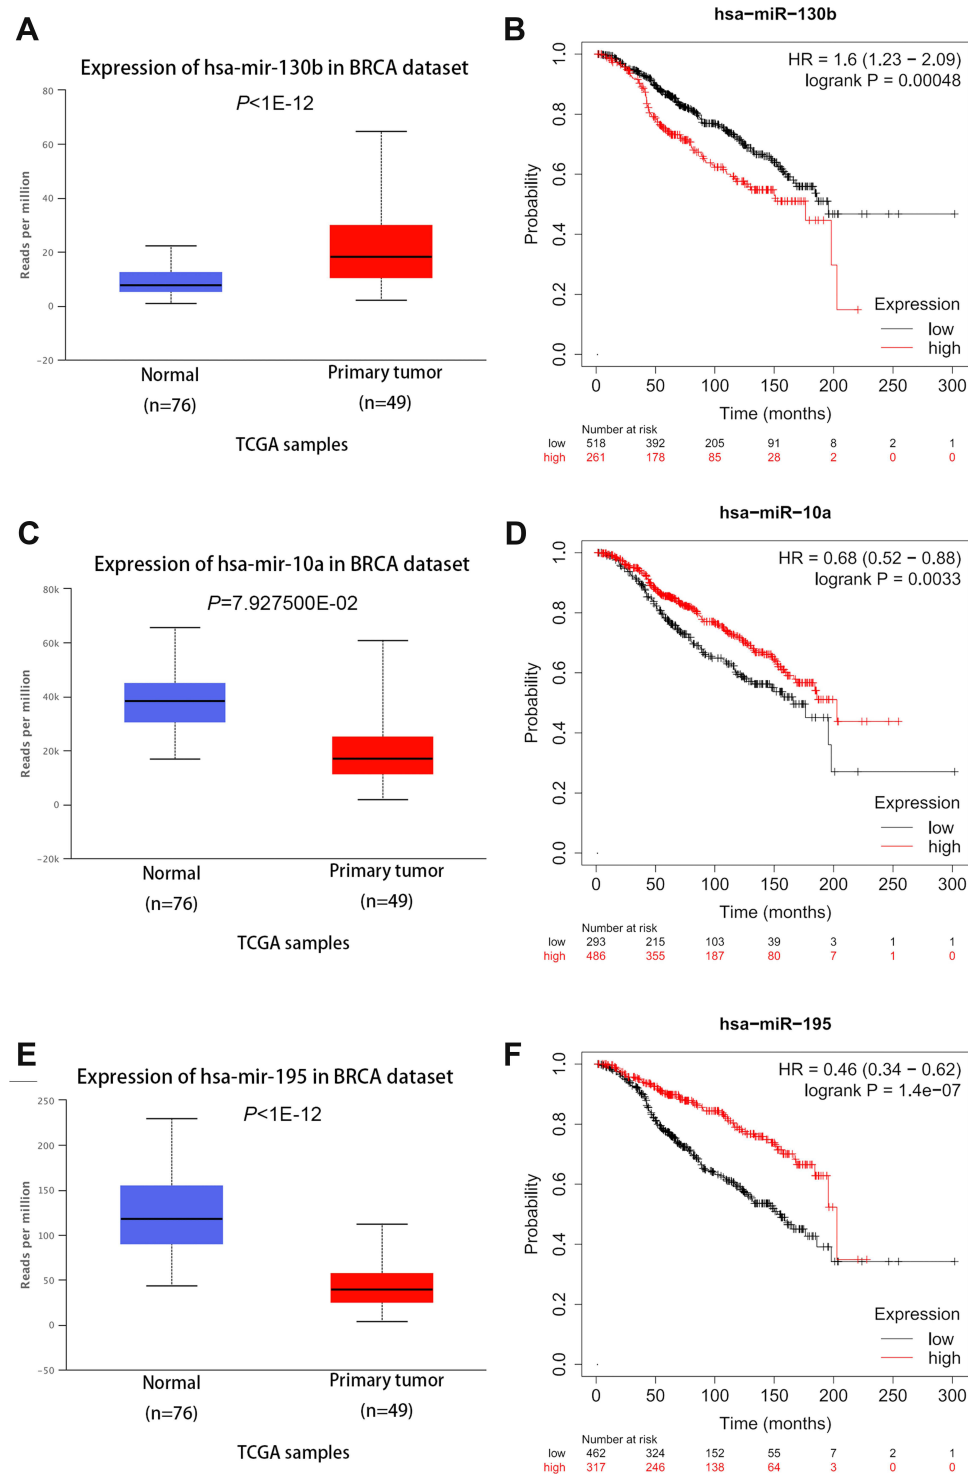 A
Expression of hsa-mir-130b in BRCA dataset
P<1E-12
Reads per million
80
60
40
20
0
−20
Normal
(n=76)
Primary tumor
(n=49)
TCGA samples
B
hsa−miR−130b
HR = 1.6 (1.23 − 2.09)
logrank P = 0.00048
Probability
1.0
0.8
0.6
0.4
0.2
0.0
Expression
low
high
0 50 100 150 200 250 300
Time (months)
Number at risk
low 518 392 205 91 8 2 1
high 261 178 85 28 2 0 0
C
Expression of hsa-mir-10a in BRCA dataset
P=7.927500E-02
Reads per million
80k
60k
40k
20k
0
−20k
Normal
(n=76)
Primary tumor
(n=49)
TCGA samples
D
hsa−miR−10a
HR = 0.68 (0.52 − 0.88)
logrank P = 0.0033
Probability
1.0
0.8
0.6
0.4
0.2
0.0
Expression
low
high
0 50 100 150 200 250 300
Time (months)
Number at risk
low 293 215 103 39 3 1 1
high 486 355 187 80 7 1 0
E
Expression of hsa-mir-195 in BRCA dataset
P<1E-12
Reads per million
250
200
150
100
50
0
−50
Normal
(n=76)
Primary tumor
(n=49)
TCGA samples
F
hsa−miR−195
HR = 0.46 (0.34 − 0.62)
logrank P = 1.4e−07
Probability
1.0
0.8
0.6
0.4
0.2
0.0
Expression
low
high
0 50 100 150 200 250 300
Time (months)
Number at risk
low 462 324 152 55 7 2 1
high 317 246 138 64 3 0 0